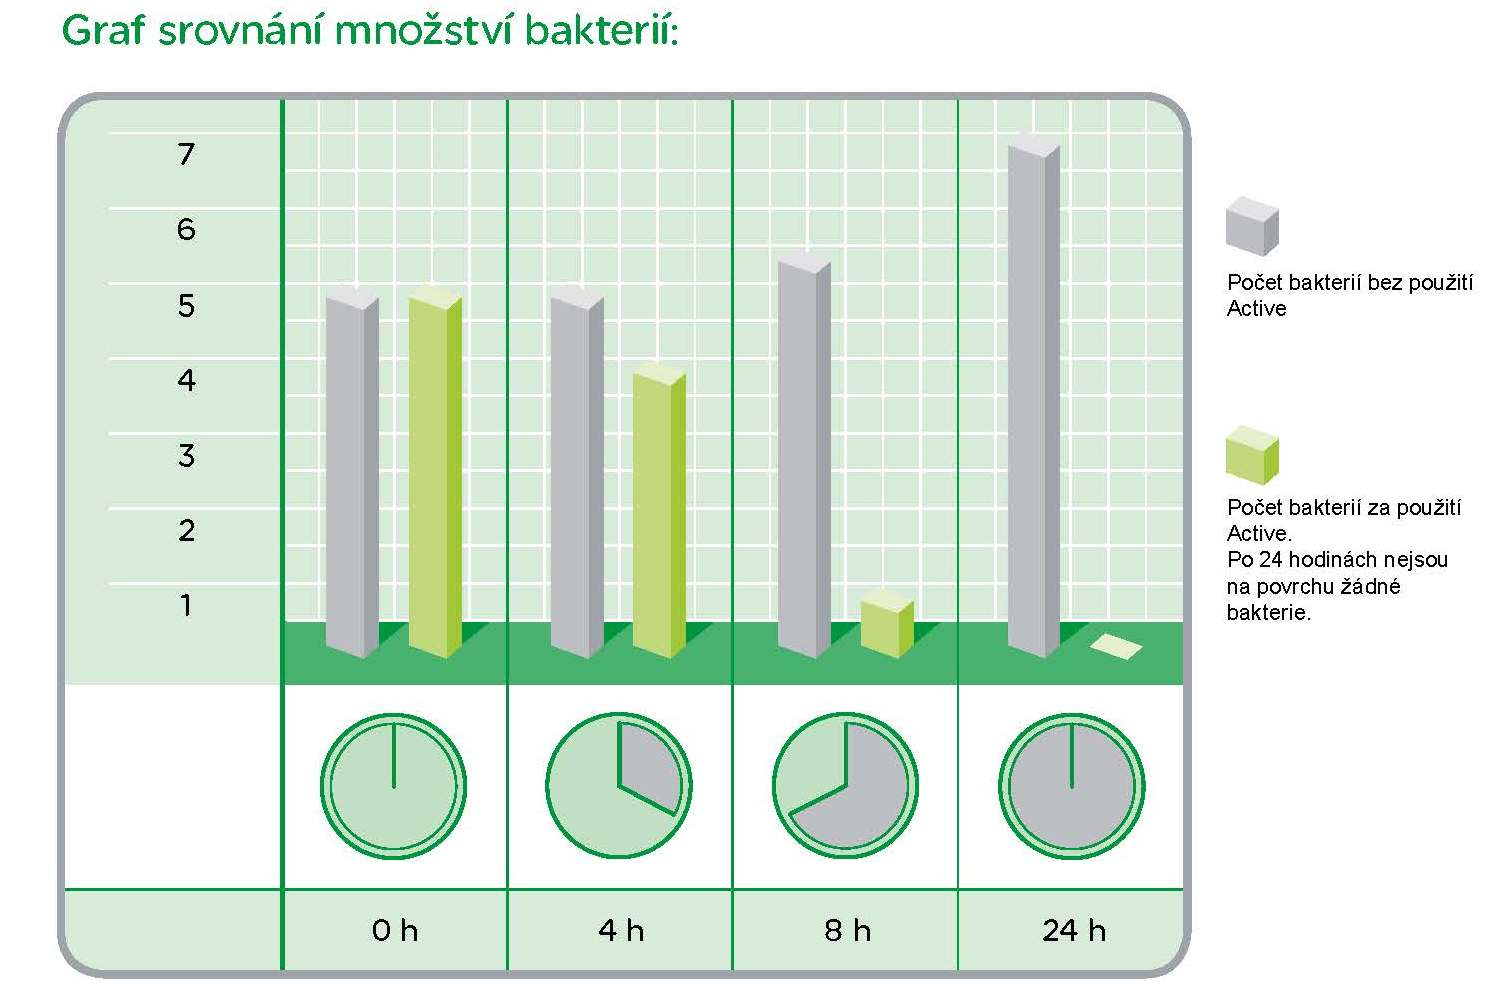 Graf srovnání množství bakterií:
7
6
5
4
3
2
1
0 h
4 h
8 h
24 h
Počet bakterií bez použití
Active
Počet bakterií za použití
Active.
Po 24 hodinách nejsou
na povrchu žádné
bakterie.